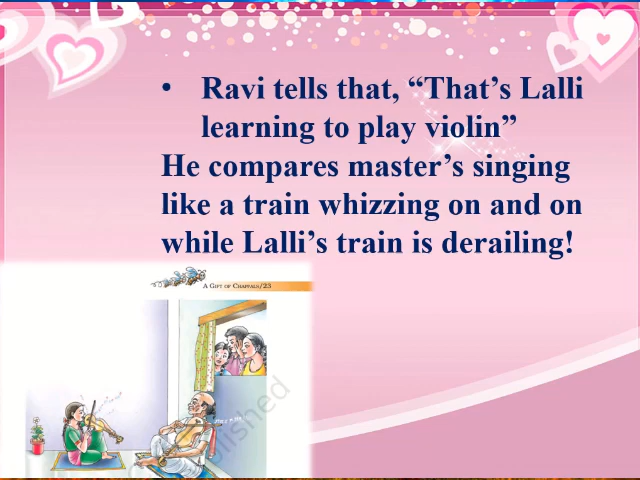 • Ravi tells that, “That’s Lalli
learning to play violin”
He compares master’s singing
like a train whizzing on and on
while Lalli’s train is derailing!
A Gift of Chappals/23